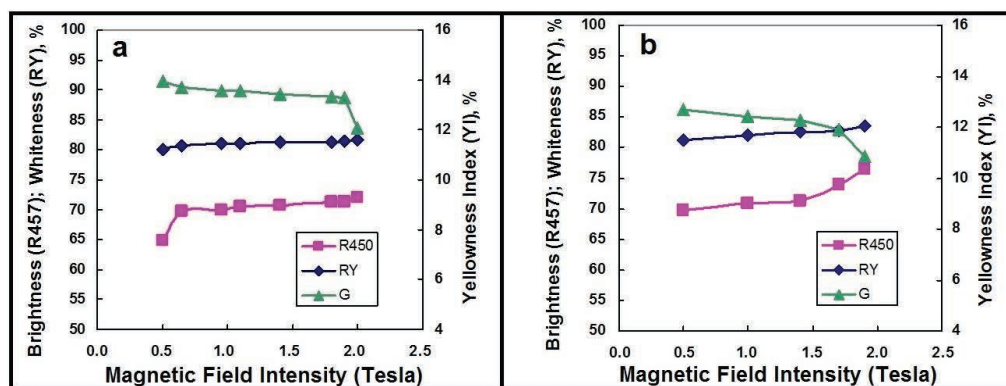 a
Brightness (R457); Whiteness (RY), %
100
95
90
85
80
75
70
65
60
55
50
16
14
12
10
8
6
4
Yellowness Index (YI), %
R450
RY
G
0.0 0.5 1.0 1.5 2.0 2.5
Magnetic Field Intensity (Tesla)
b
Brightness (R457); Whiteness (RY), %
100
95
90
85
80
75
70
65
60
55
50
16
14
12
10
8
6
4
Yellowness Index (YI), %
R450
RY
G
0.0 0.5 1.0 1.5 2.0 2.5
Magnetic Field Intensity (Tesla)